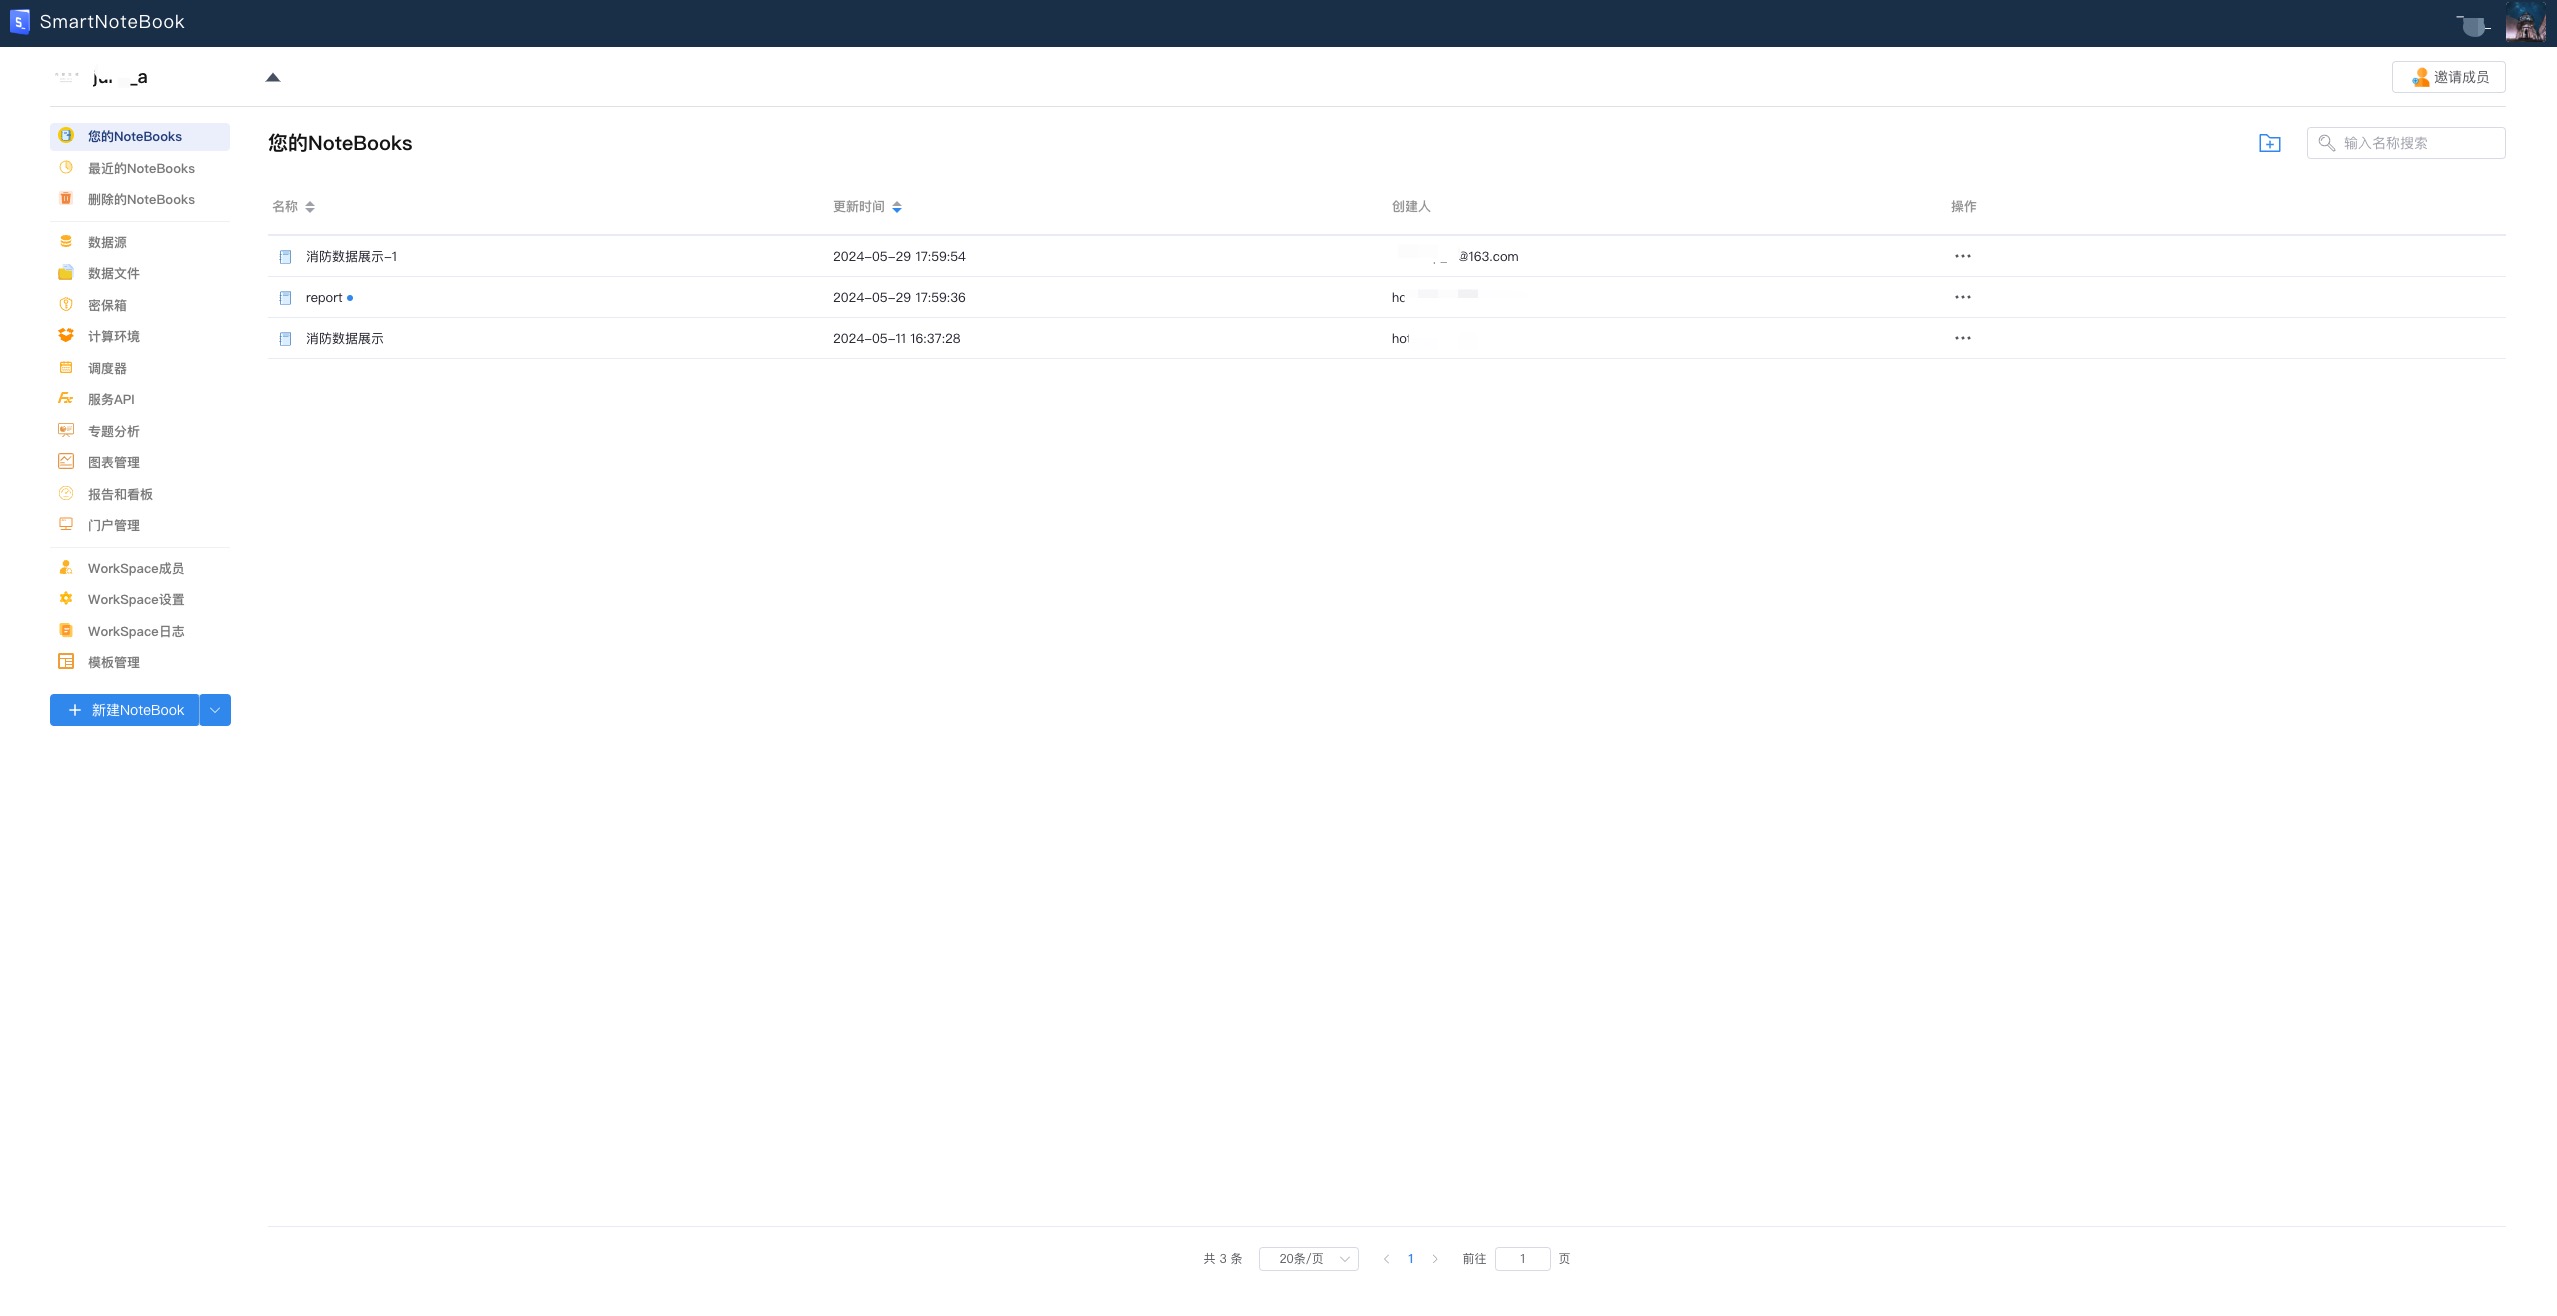 SmartNoteBook
_a
邀请成员
您的NoteBooks
最近的NoteBooks
删除的NoteBooks
数据源
数据文件
密保箱
计算环境
调度器
服务API
专题分析
图表管理
报告和看板
门户管理
WorkSpace成员
WorkSpace设置
WorkSpace日志
模板管理
新建NoteBook
您的NoteBooks
输入名称搜索
名称 更新时间 创建人 操作
消防数据展示-1 2024-05-29 17:59:54 @163.com
report 2024-05-29 17:59:36
消防数据展示 2024-05-11 16:37:28
共 3 条 20条/页 1 前往 1 页